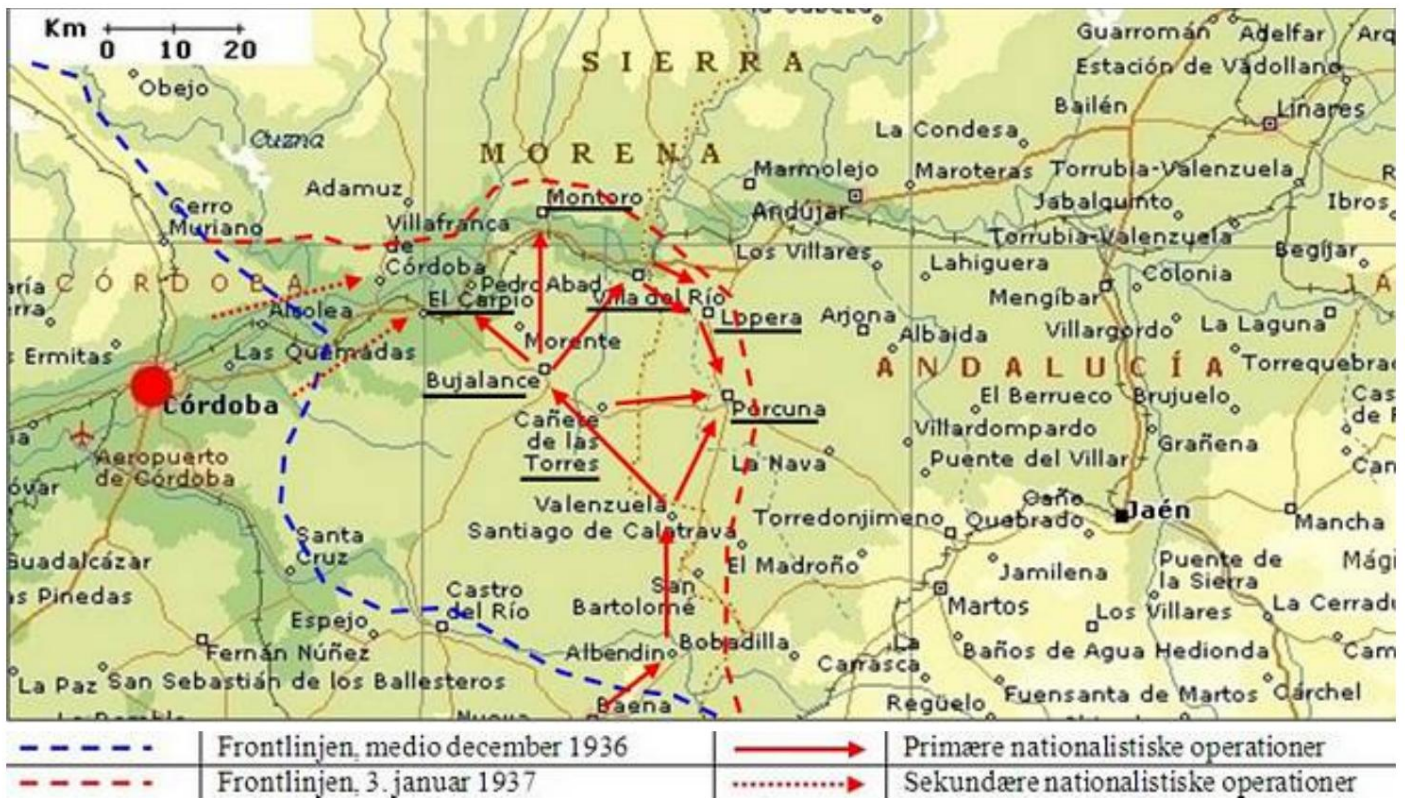 Km
0 10 20
Obejo
Cuzna
SIERRA
MORENA
Guarromán
Adelfar
Arq
Estación de Vadollano
Bailén
Linares
La Condesa
Marmolejo
Maroteras
Torrubia-Valenzuela
Adamuz
Montoro
Cerro
Muriano
Villafranca
de
Córdoba
Andújar
Jabalquinto
Ibros
Torrubia-Valenzuela
Los Villares
Lahiguera
Begíjar
CÓRDOBA
Colonia
Pedro Abad
Mengíbar
El Carpio
Villa del Río
Alcolea
Lopera
Arjona
Albaida
Villargordo
La Laguna
s Ermitas
Las Quemadas
Morente
ANDALUCÍA
Torrequebrad
Bujalance
Córdoba
El Berrueco
Brujuelo
Porcuna
Cañete
de las
Torres
Villardompardo
Grañena
Aeropuerto
de Córdoba
La Nava
Puente del Villar
Valenzuela
Caño
Quebrado
Jaén
Santiago de Calatrava
Torredonjimeno
Mancha
Santa
Cruz
El Madroño
Guadalcázar
Jamilena
Puente de
la Sierra
as Pinedas
Castro
del Río
San
Bartolomé
Martos
Los Villares
La Cerradu
Espejo
Fernán Núñez
Albendino
Bobadilla
La
Carrasca
Baños de Agua Hedionda
La Paz
San Sebastián de los Ballesteros
Regüelo
Fuensanta de Martos
Cárchel
Baena
Frontlinjen, medio december 1936
Primære nationalistiske operationer
Frontlinjen, 3. januar 1937
Sekundære nationalistiske operationer